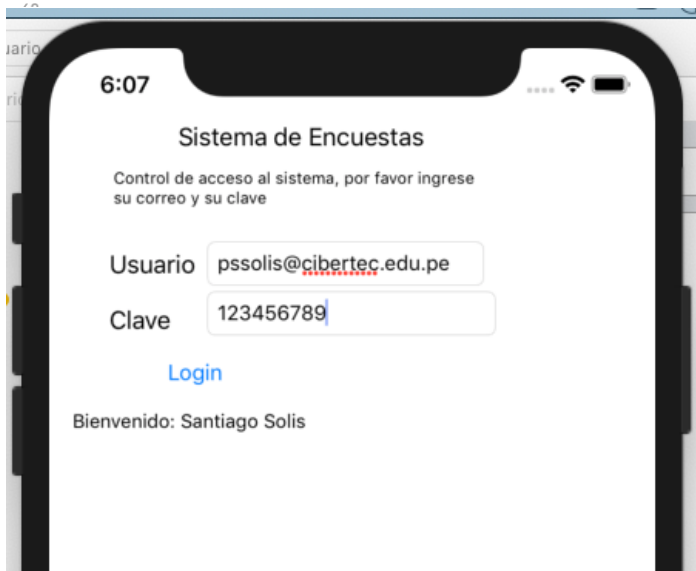 uario
6:07
Sistema de Encuestas
Control de acceso al sistema, por favor ingrese
su correo y su clave
Usuario pssolis@cibertec.edu.pe
Clave 123456789
Login
Bienvenido: Santiago Solis